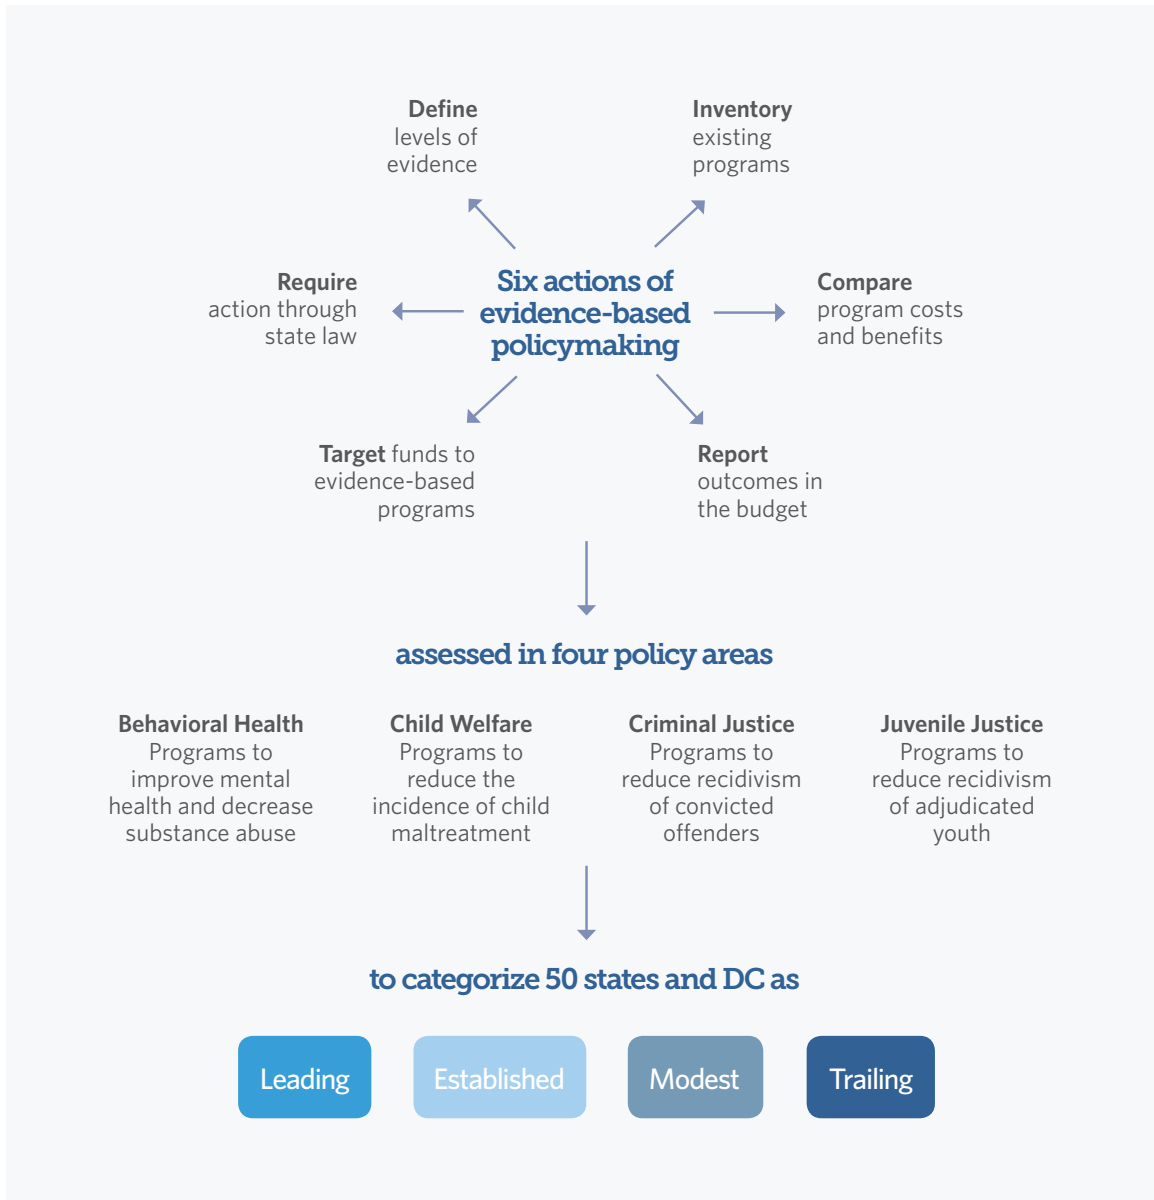 Define
levels of
evidence
Inventory
existing
programs
Require
action through
state law
Six actions of
evidence-based
policymaking
Compare
program costs
and benefits
Target funds to
evidence-based
programs
Report
outcomes in
the budget
assessed in four policy areas
Behavioral Health
Programs to
improve mental
health and decrease
substance abuse
Child Welfare
Programs to
reduce the
incidence of child
maltreatment
Criminal Justice
Programs to
reduce recidivism
of convicted
offenders
Juvenile Justice
Programs to
reduce recidivism
of adjudicated
youth
to categorize 50 states and DC as
Leading
Established
Modest
Trailing